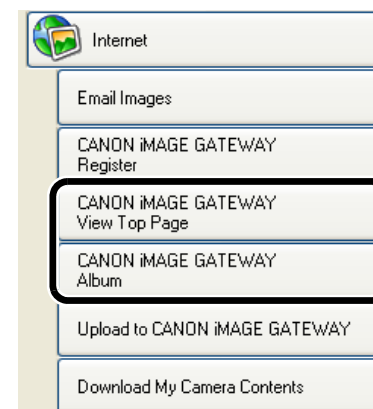 Internet
Email Images
CANON iMAGE GATEWAY
Register
CANON iMAGE GATEWAY
View Top Page
CANON iMAGE GATEWAY
Album
Upload to CANON iMAGE GATEWAY
Download My Camera Contents